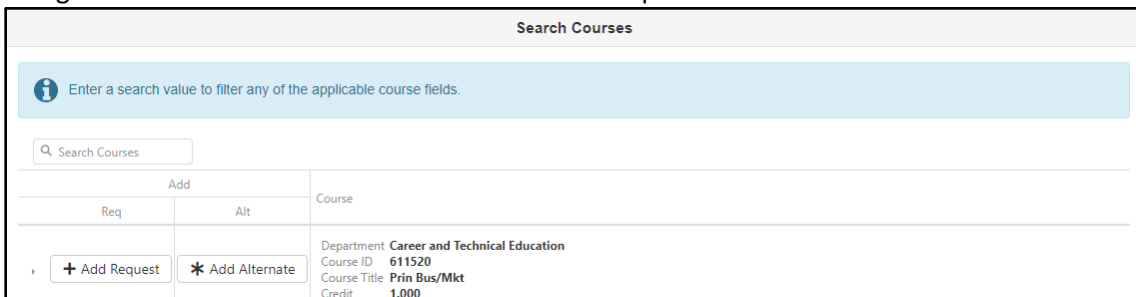 Search Courses
Enter a search value to filter any of the applicable course fields.
Search Courses
Add
Course
Req Alt
Department Career and Technical Education
Course ID 611520
+ Add Request * Add Alternate
Course Title Prin Bus/Mkt
Credit 1.000